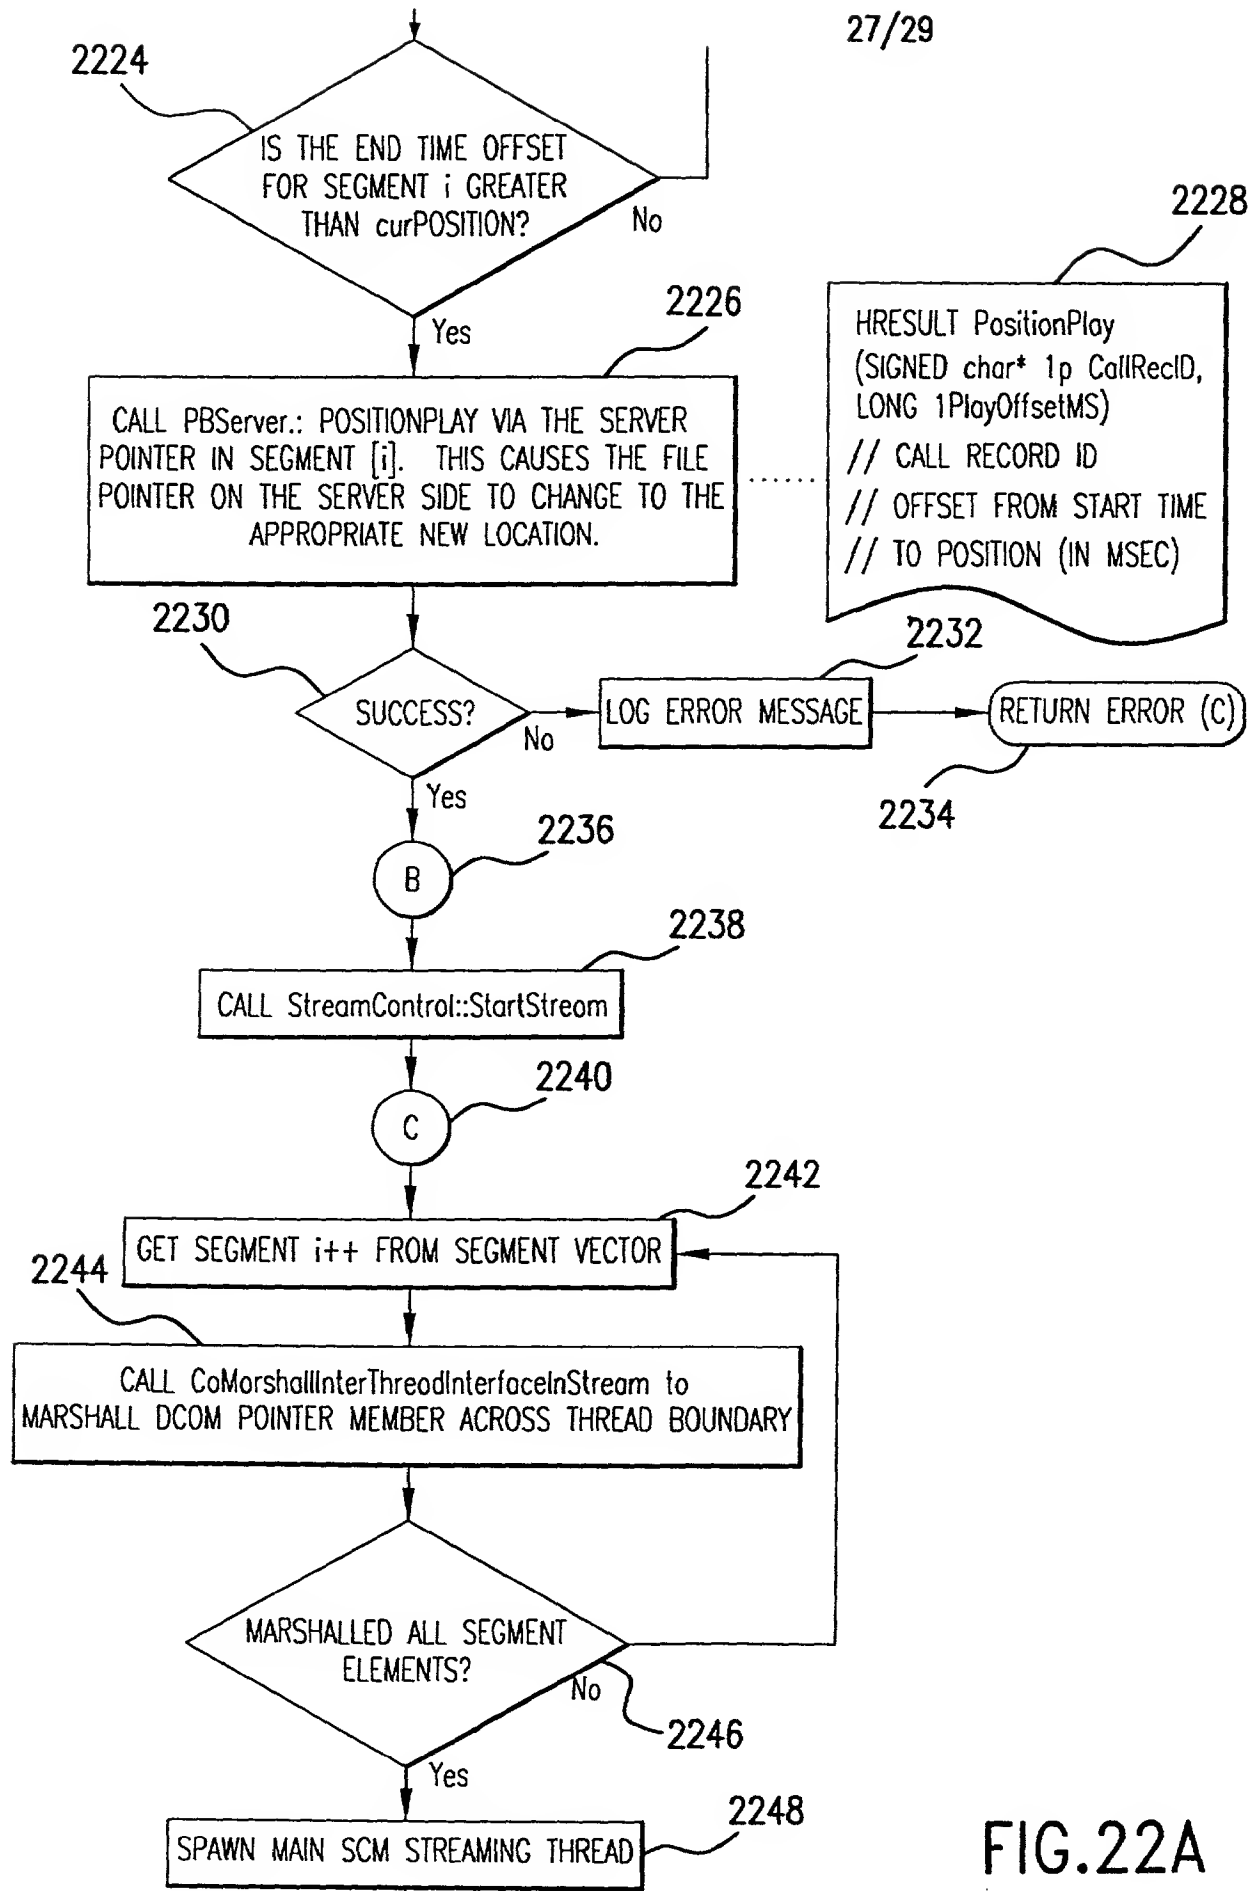 27/29
2224
IS THE END TIME OFFSET
FOR SEGMENT i GREATER
THAN curPOSITION?
No
Yes
2226
CALL PBServer.: POSITIONPLAY VIA THE SERVER
POINTER IN SEGMENT [i]. THIS CAUSES THE FILE
POINTER ON THE SERVER SIDE TO CHANGE TO THE
APPROPRIATE NEW LOCATION.
2228
HRESULT PositionPlay
(SIGNED char* 1p CallRecID,
LONG 1PlayOffsetMS)
// CALL RECORD ID
// OFFSET FROM START TIME
// TO POSITION (IN MSEC)
2230
SUCCESS?
No
Yes
2232
LOG ERROR MESSAGE
RETURN ERROR (C)
2234
B
2236
2238
CALL StreamControl::StartStream
C
2240
2242
GET SEGMENT i++ FROM SEGMENT VECTOR
2244
CALL CoMarshallInterThreadInterfaceInStream to
MARSHALL DCOM POINTER MEMBER ACROSS THREAD BOUNDARY
MARSHALLED ALL SEGMENT
ELEMENTS?
No
2246
Yes
2248
SPAWN MAIN SCM STREAMING THREAD
FIG.22A